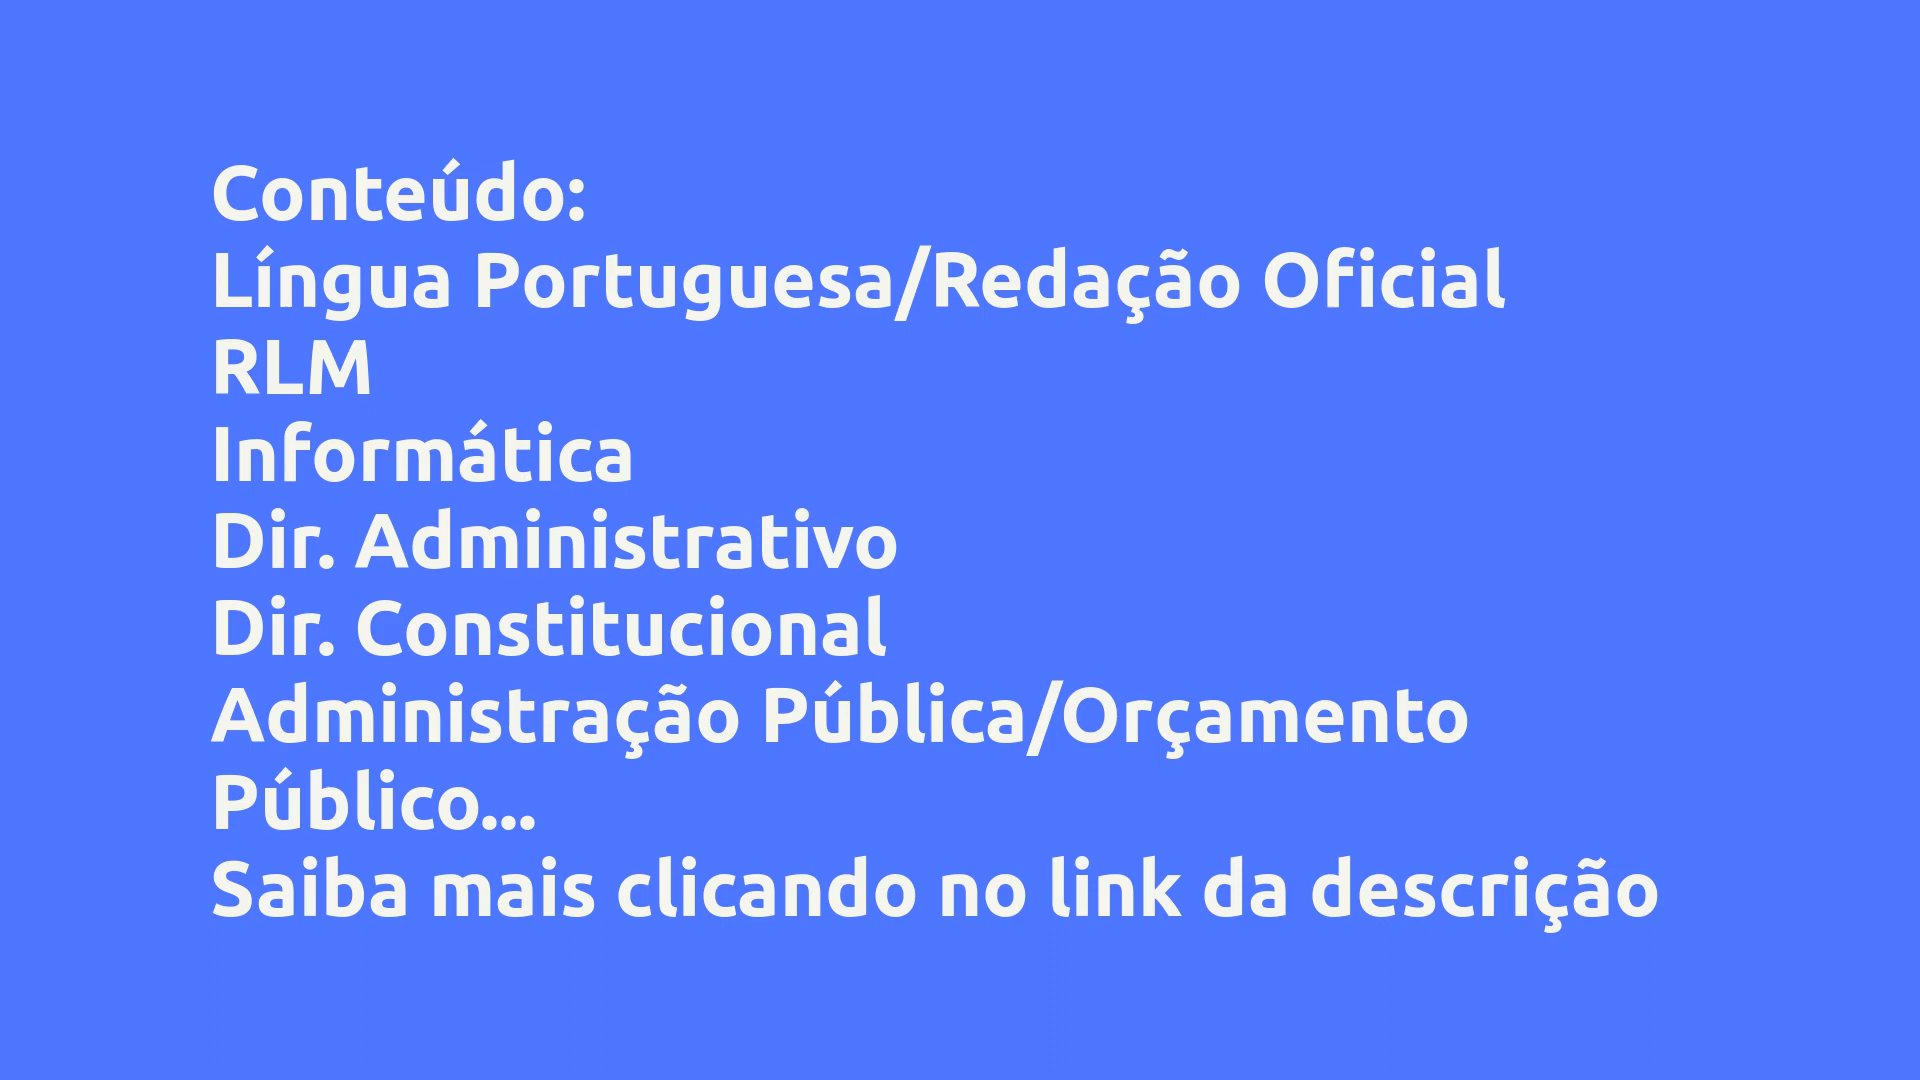 Conteúdo:
Língua Portuguesa/Redação Oficial
RLM
Informática
Dir. Administrativo
Dir. Constitucional
Administração Pública/Orçamento
Público...
Saiba mais clicando no link da descrição